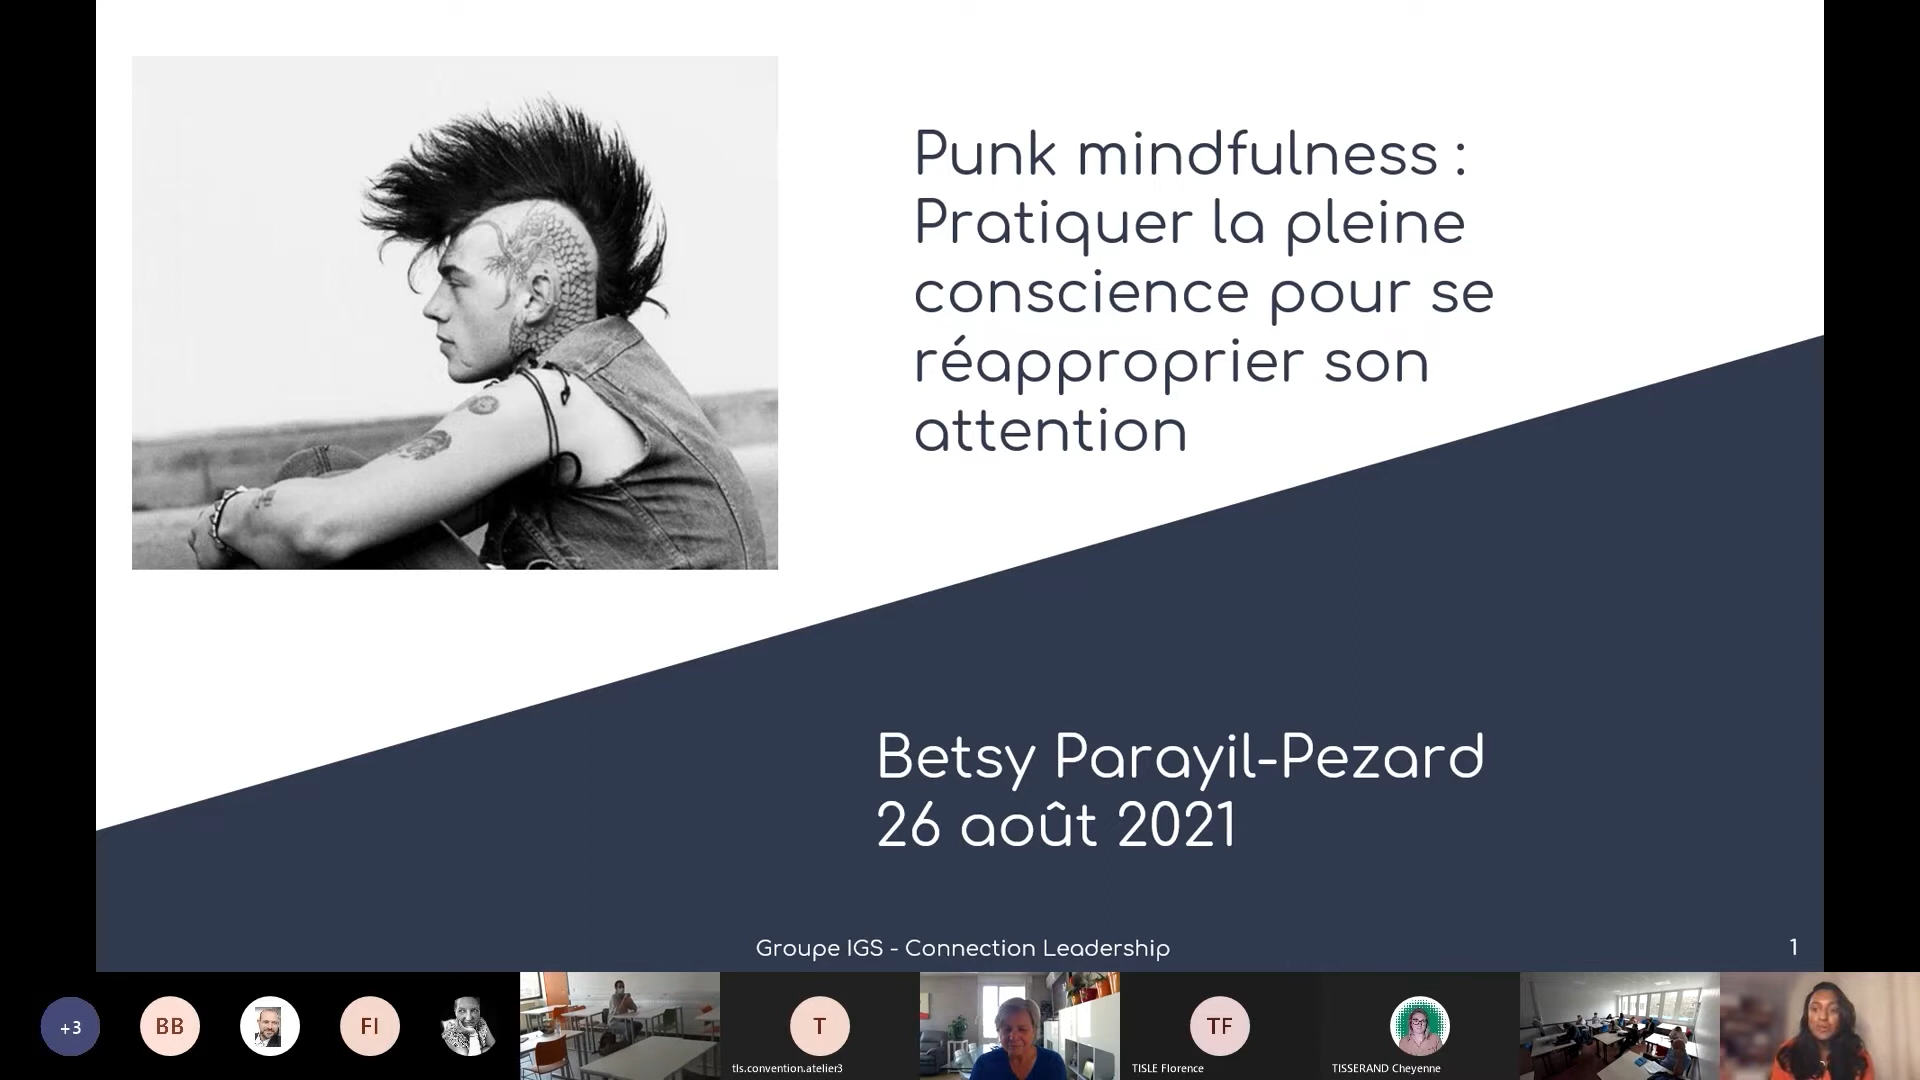 Punk mindfulness :
Pratiquer la pleine
conscience pour se
réapproprier son
attention
Betsy Parayil-Pezard
26 août 2021
Groupe IGS - Connection Leadership
1
+3
BB
FI
T
tls.convention.atelier3
TF
TISLE Florence
TISSERAND Cheyenne